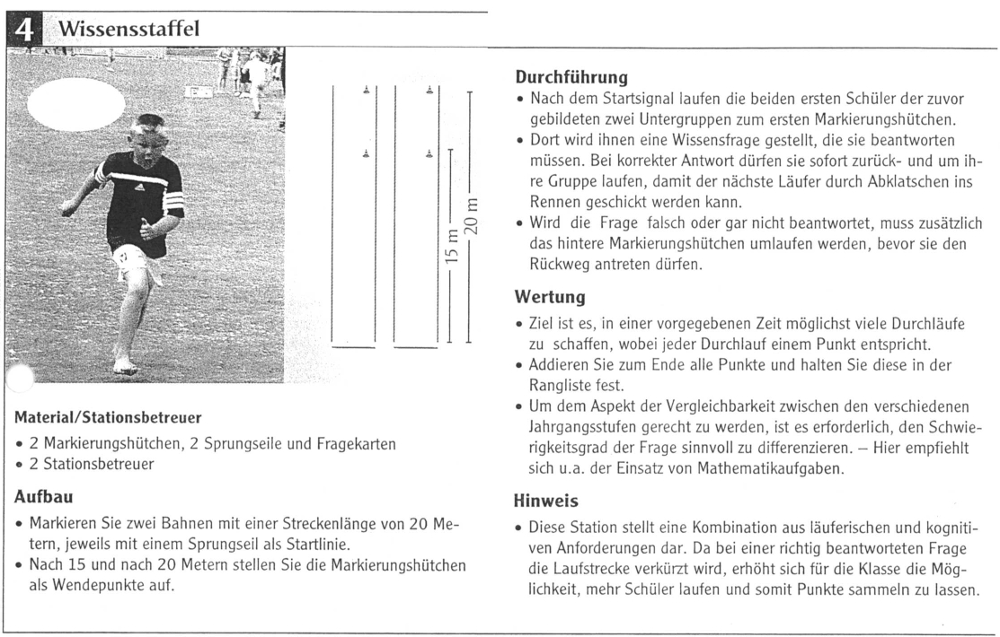 4 Wissensstaffel
15 m
20 m
Material/Stationsbetreuer
• 2 Markierungshütchen, 2 Sprungseile und Fragekarten
• 2 Stationsbetreuer
Aufbau
• Markieren Sie zwei Bahnen mit einer Streckenlänge von 20 Me-
tern, jeweils mit einem Sprungseil als Startlinie.
• Nach 15 und nach 20 Metern stellen Sie die Markierungshütchen
als Wendepunkte auf.
Durchführung
• Nach dem Startsignal laufen die beiden ersten Schüler der zuvor
gebildeten zwei Untergruppen zum ersten Markierungshütchen.
• Dort wird ihnen eine Wissensfrage gestellt, die sie beantworten
müssen. Bei korrekter Antwort dürfen sie sofort zurück- und um ih-
re Gruppe laufen, damit der nächste Läufer durch Abklatschen ins
Rennen geschickt werden kann.
• Wird die Frage falsch oder gar nicht beantwortet, muss zusätzlich
das hintere Markierungshütchen umlaufen werden, bevor sie den
Rückweg antreten dürfen.
Wertung
• Ziel ist es, in einer vorgegebenen Zeit möglichst viele Durchläufe
zu schaffen, wobei jeder Durchlauf einem Punkt entspricht.
• Addieren Sie zum Ende alle Punkte und halten Sie diese in der
Rangliste fest.
• Um dem Aspekt der Vergleichbarkeit zwischen den verschiedenen
Jahrgangsstufen gerecht zu werden, ist es erforderlich, den Schwie-
rigkeitsgrad der Frage sinnvoll zu differenzieren. – Hier empfiehlt
sich u.a. der Einsatz von Mathematikaufgaben.
Hinweis
• Diese Station stellt eine Kombination aus läuferischen und kogniti-
ven Anforderungen dar. Da bei einer richtig beantworteten Frage
die Laufstrecke verkürzt wird, erhöht sich für die Klasse die Mög-
lichkeit, mehr Schüler laufen und somit Punkte sammeln zu lassen.